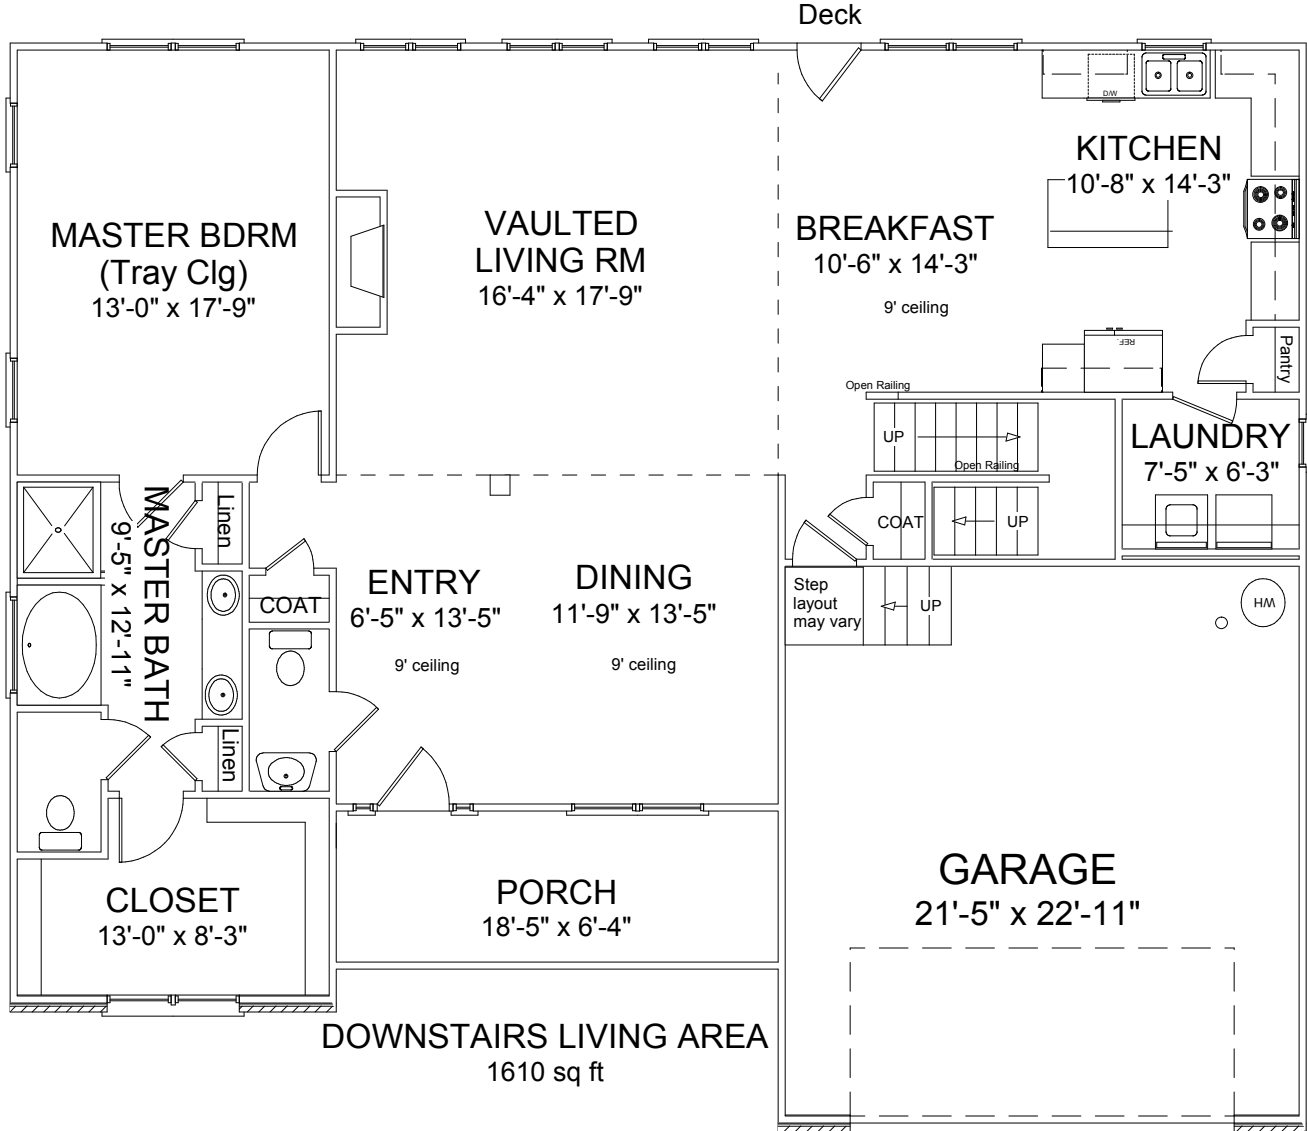 Deck
D/W
KITCHEN
10'-8" x 14'-3"
MASTER BDRM
(Tray Clg)
13'-0" x 17'-9"
VAULTED
LIVING RM
16'-4" x 17'-9"
BREAKFAST
10'-6" x 14'-3"
9' ceiling
REF.
Pantry
Open Railing
UP
Open Railing
LAUNDRY
7'-5" x 6'-3"
MASTER BATH
9'-5" x 12'-11"
Linen
COAT
UP
COAT
ENTRY
6'-5" x 13'-5"
9' ceiling
DINING
11'-9" x 13'-5"
9' ceiling
Step
layout
may vary
UP
WH
Linen
CLOSET
13'-0" x 8'-3"
PORCH
18'-5" x 6'-4"
GARAGE
21'-5" x 22'-11"
DOWNSTAIRS LIVING AREA
1610 sq ft